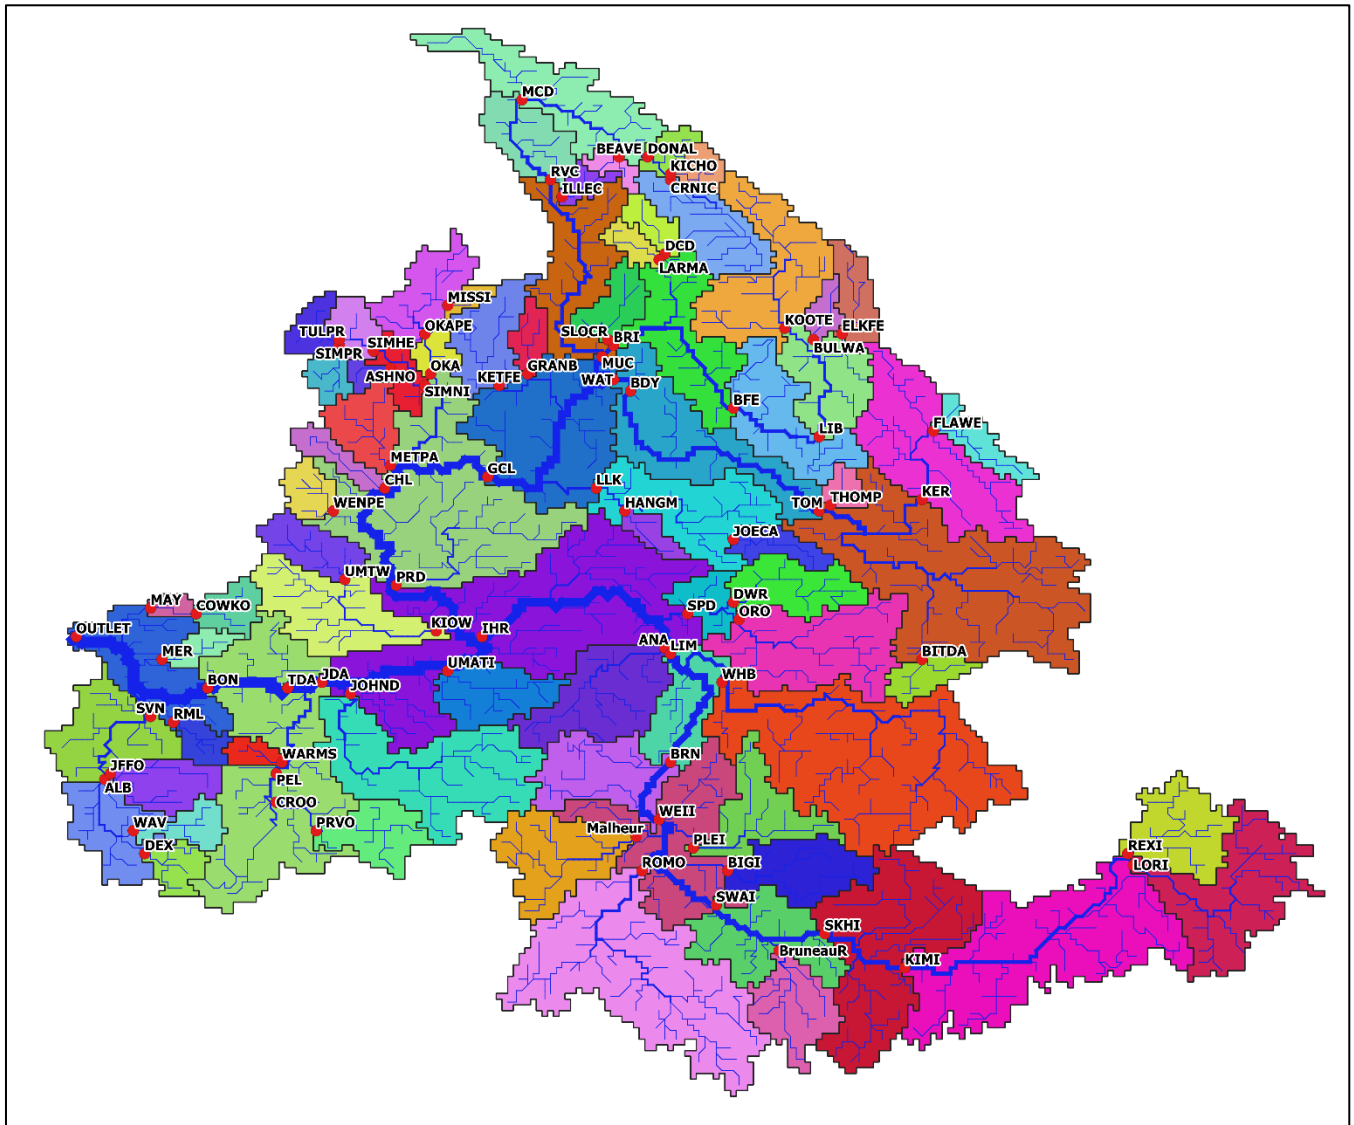 MCD
BEAVE
DONAL
KICHO
RVC
ILLEC
CRNIC
DCD
LARMA
MISSI
TULPR
OKAPE
KOOTE
ELKFE
SIMHE
SLOCR
BRI
SIMPR
BULWA
MUC
ASHNO
OKA
GRANB
KETFE
WAT
BDY
SIMNI
BFE
FLAWE
LIB
METPA
GCL
CHL
LLK
KER
WENPE
HANGM
TOM
THOMP
JOECA
UMTW
PRD
DWR
MAY
COWKO
SPD
ORO
OUTLET
KIOW
IHR
ANA
LIM
MER
BITDA
UMATI
WHB
BON
TDA
JDA
JOHND
SVN
RML
WARMS
BRN
JFFO
PEL
ALB
CROO
WEII
WAV
PRVO
Malheur
PLEI
DEX
REXI
ROMO
BIGI
LORI
SWAI
SKHI
BruneauR
KIMI